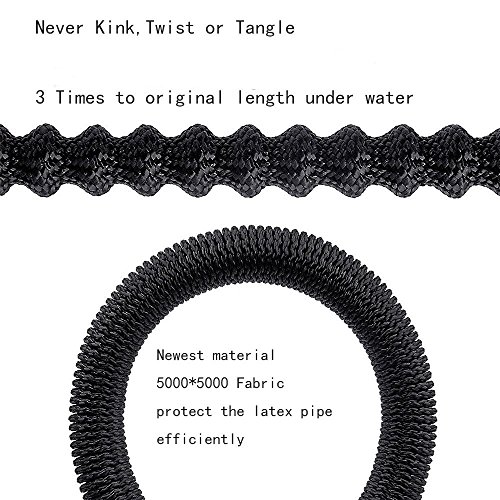 Never Kink,Twist or Tangle
3 Times to original length under water
Newest material
5000*5000 Fabric
protect the latex pipe
efficiently